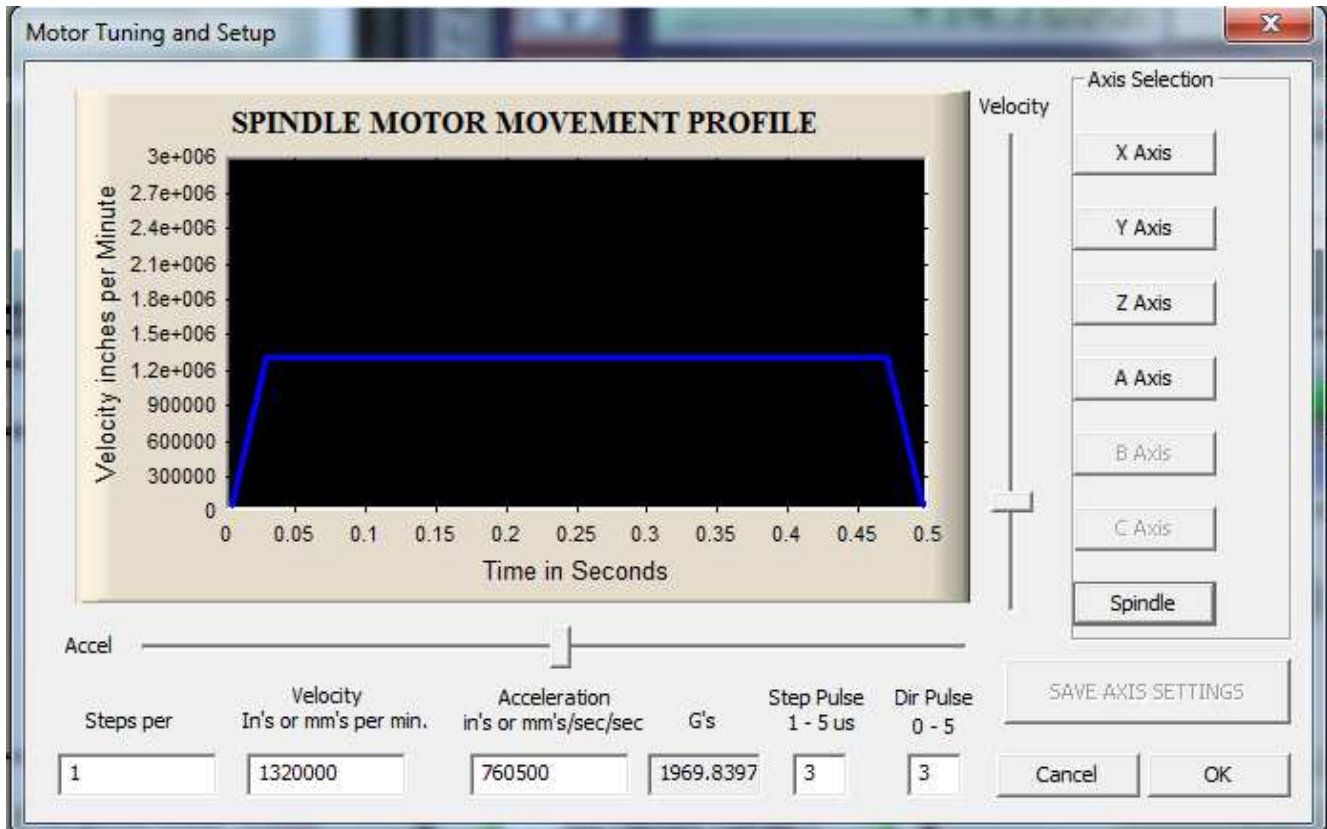 Motor Tuning and Setup
SPINDLE MOTOR MOVEMENT PROFILE
Velocity inches per Minute
3e+006
2.7e+006
2.4e+006
2.1e+006
1.8e+006
1.5e+006
1.2e+006
900000
600000
300000
0
0 0.05 0.1 0.15 0.2 0.25 0.3 0.35 0.4 0.45 0.5
Time in Seconds
Velocity
Axis Selection
X Axis
Y Axis
Z Axis
A Axis
B Axis
C Axis
Spindle
Accel
Steps per
1
Velocity
In's or mm's per min.
1320000
Acceleration
in's or mm's/sec/sec
760500
G's
1969.8397
Step Pulse
1 - 5 us
3
Dir Pulse
0 - 5
3
SAVE AXIS SETTINGS
Cancel OK